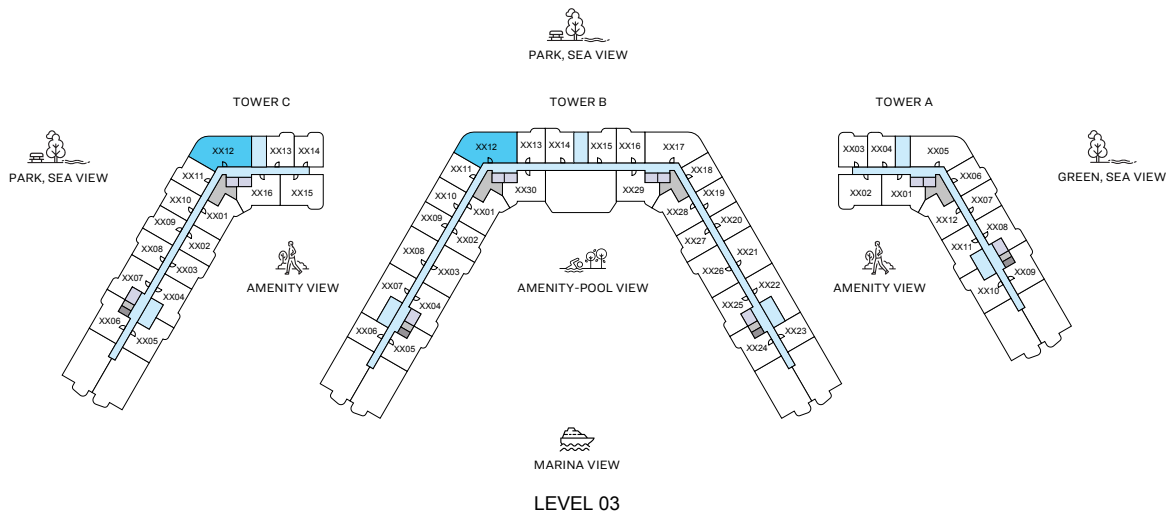 PARK, SEA VIEW
TOWER C
TOWER B
TOWER A
PARK, SEA VIEW
GREEN, SEA VIEW
XX12
XX13
XX14
XX11
XX16
XX15
XX10
XX01
XX09
XX02
XX08
XX03
XX07
XX04
XX06
XX05
XX12
XX13
XX14
XX15
XX16
XX17
XX11
XX18
XX10
XX30
XX29
XX19
XX09
XX01
XX28
XX20
XX08
XX02
XX27
XX21
XX07
XX03
XX26
XX22
XX06
XX04
XX25
XX23
XX05
XX24
XX03
XX04
XX05
XX02
XX01
XX06
XX12
XX07
XX11
XX08
XX10
XX09
AMENITY VIEW
AMENITY-POOL VIEW
AMENITY VIEW
MARINA VIEW
LEVEL 03